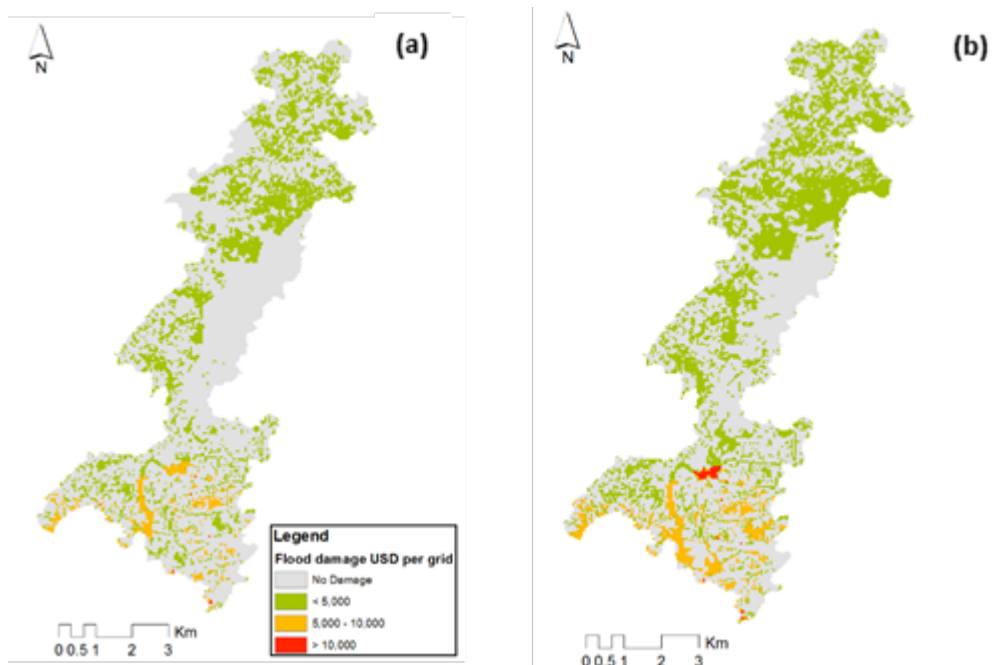 (a)
N
Legend
Flood damage USD per grid
No Damage
< 5,000
5,000 - 10,000
> 10,000
Km
0 0.5 1 2 3
(b)
N
Km
0 0.5 1 2 3